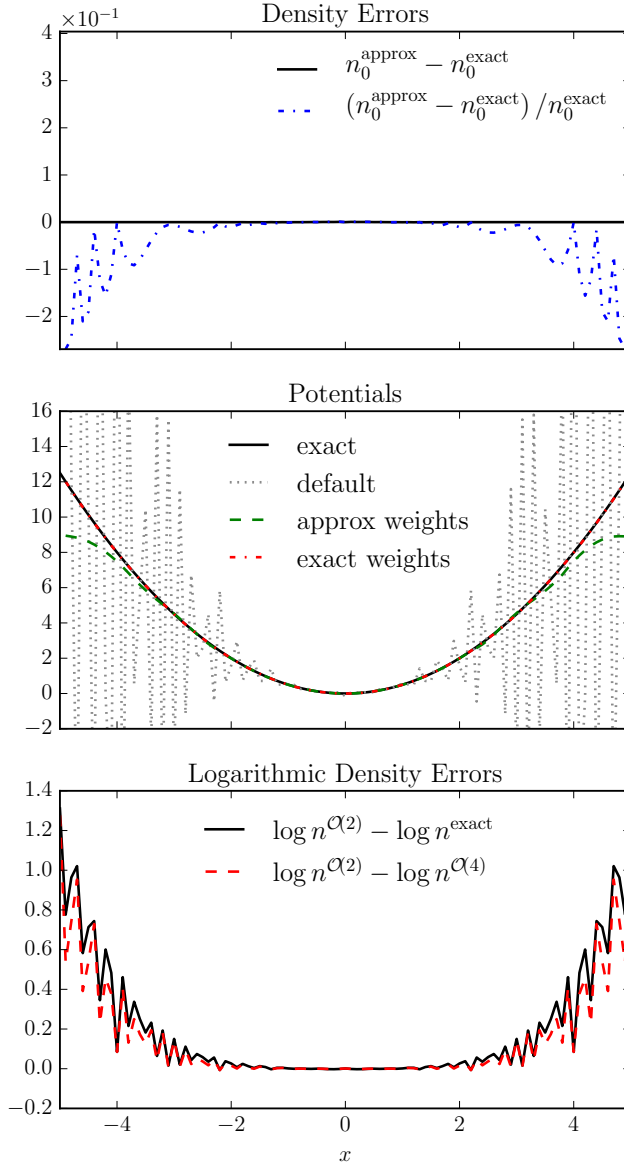 Density Errors
×10⁻¹
4
3
2
1
0
−1
−2
n₀^approx − n₀^exact
(n₀^approx − n₀^exact) /n₀^exact
Potentials
16
14
12
10
8
6
4
2
0
−2
exact
default
approx weights
exact weights
Logarithmic Density Errors
1.4
1.2
1.0
0.8
0.6
0.4
0.2
0.0
−0.2
log n^𝒪(2) − log n^exact
log n^𝒪(2) − log n^𝒪(4)
−4 −2 0 2 4
x